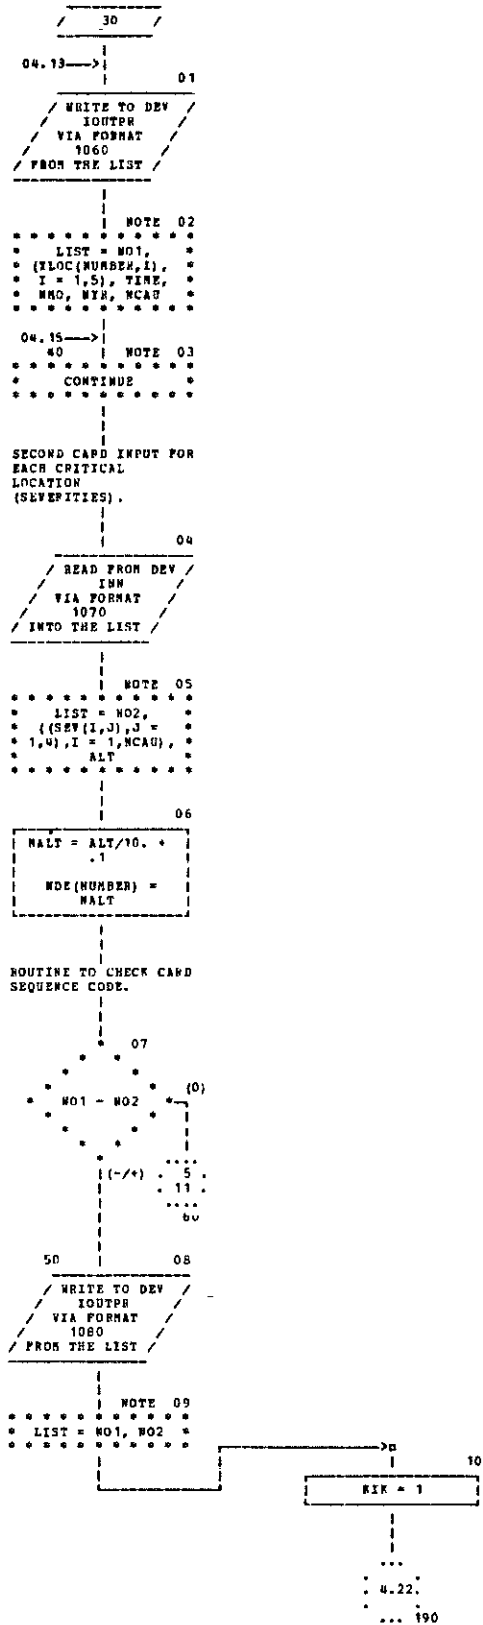 30
04.13--->
01
WRITE TO DEV
IOUTPR
VIA FORMAT
1060
FROM THE LIST
NOTE 02
LIST = NO1,
(XLOC(NUMBER,I),
I = 1,5), TIME,
NMO, NYR, NCAU
04.15--->
40 NOTE 03
CONTINUE
SECOND CARD INPUT FOR
EACH CRITICAL
LOCATION
(SEVERITIES).
04
READ FROM DEV
INN
VIA FORMAT
1070
INTO THE LIST
NOTE 05
LIST = NO2,
((SEV(I,J),J =
1,4),I = 1,NCAU),
ALT
06
NALT = ALT/10. +
.1
NDE(NUMBER) =
NALT
ROUTINE TO CHECK CARD
SEQUENCE CODE.
07
NO1 - NO2
(0)
(-/+)
5
11
60
50 08
WRITE TO DEV
IOUTPR
VIA FORMAT
1080
FROM THE LIST
NOTE 09
LIST = NO1, NO2
10
KIK = 1
4.22
190